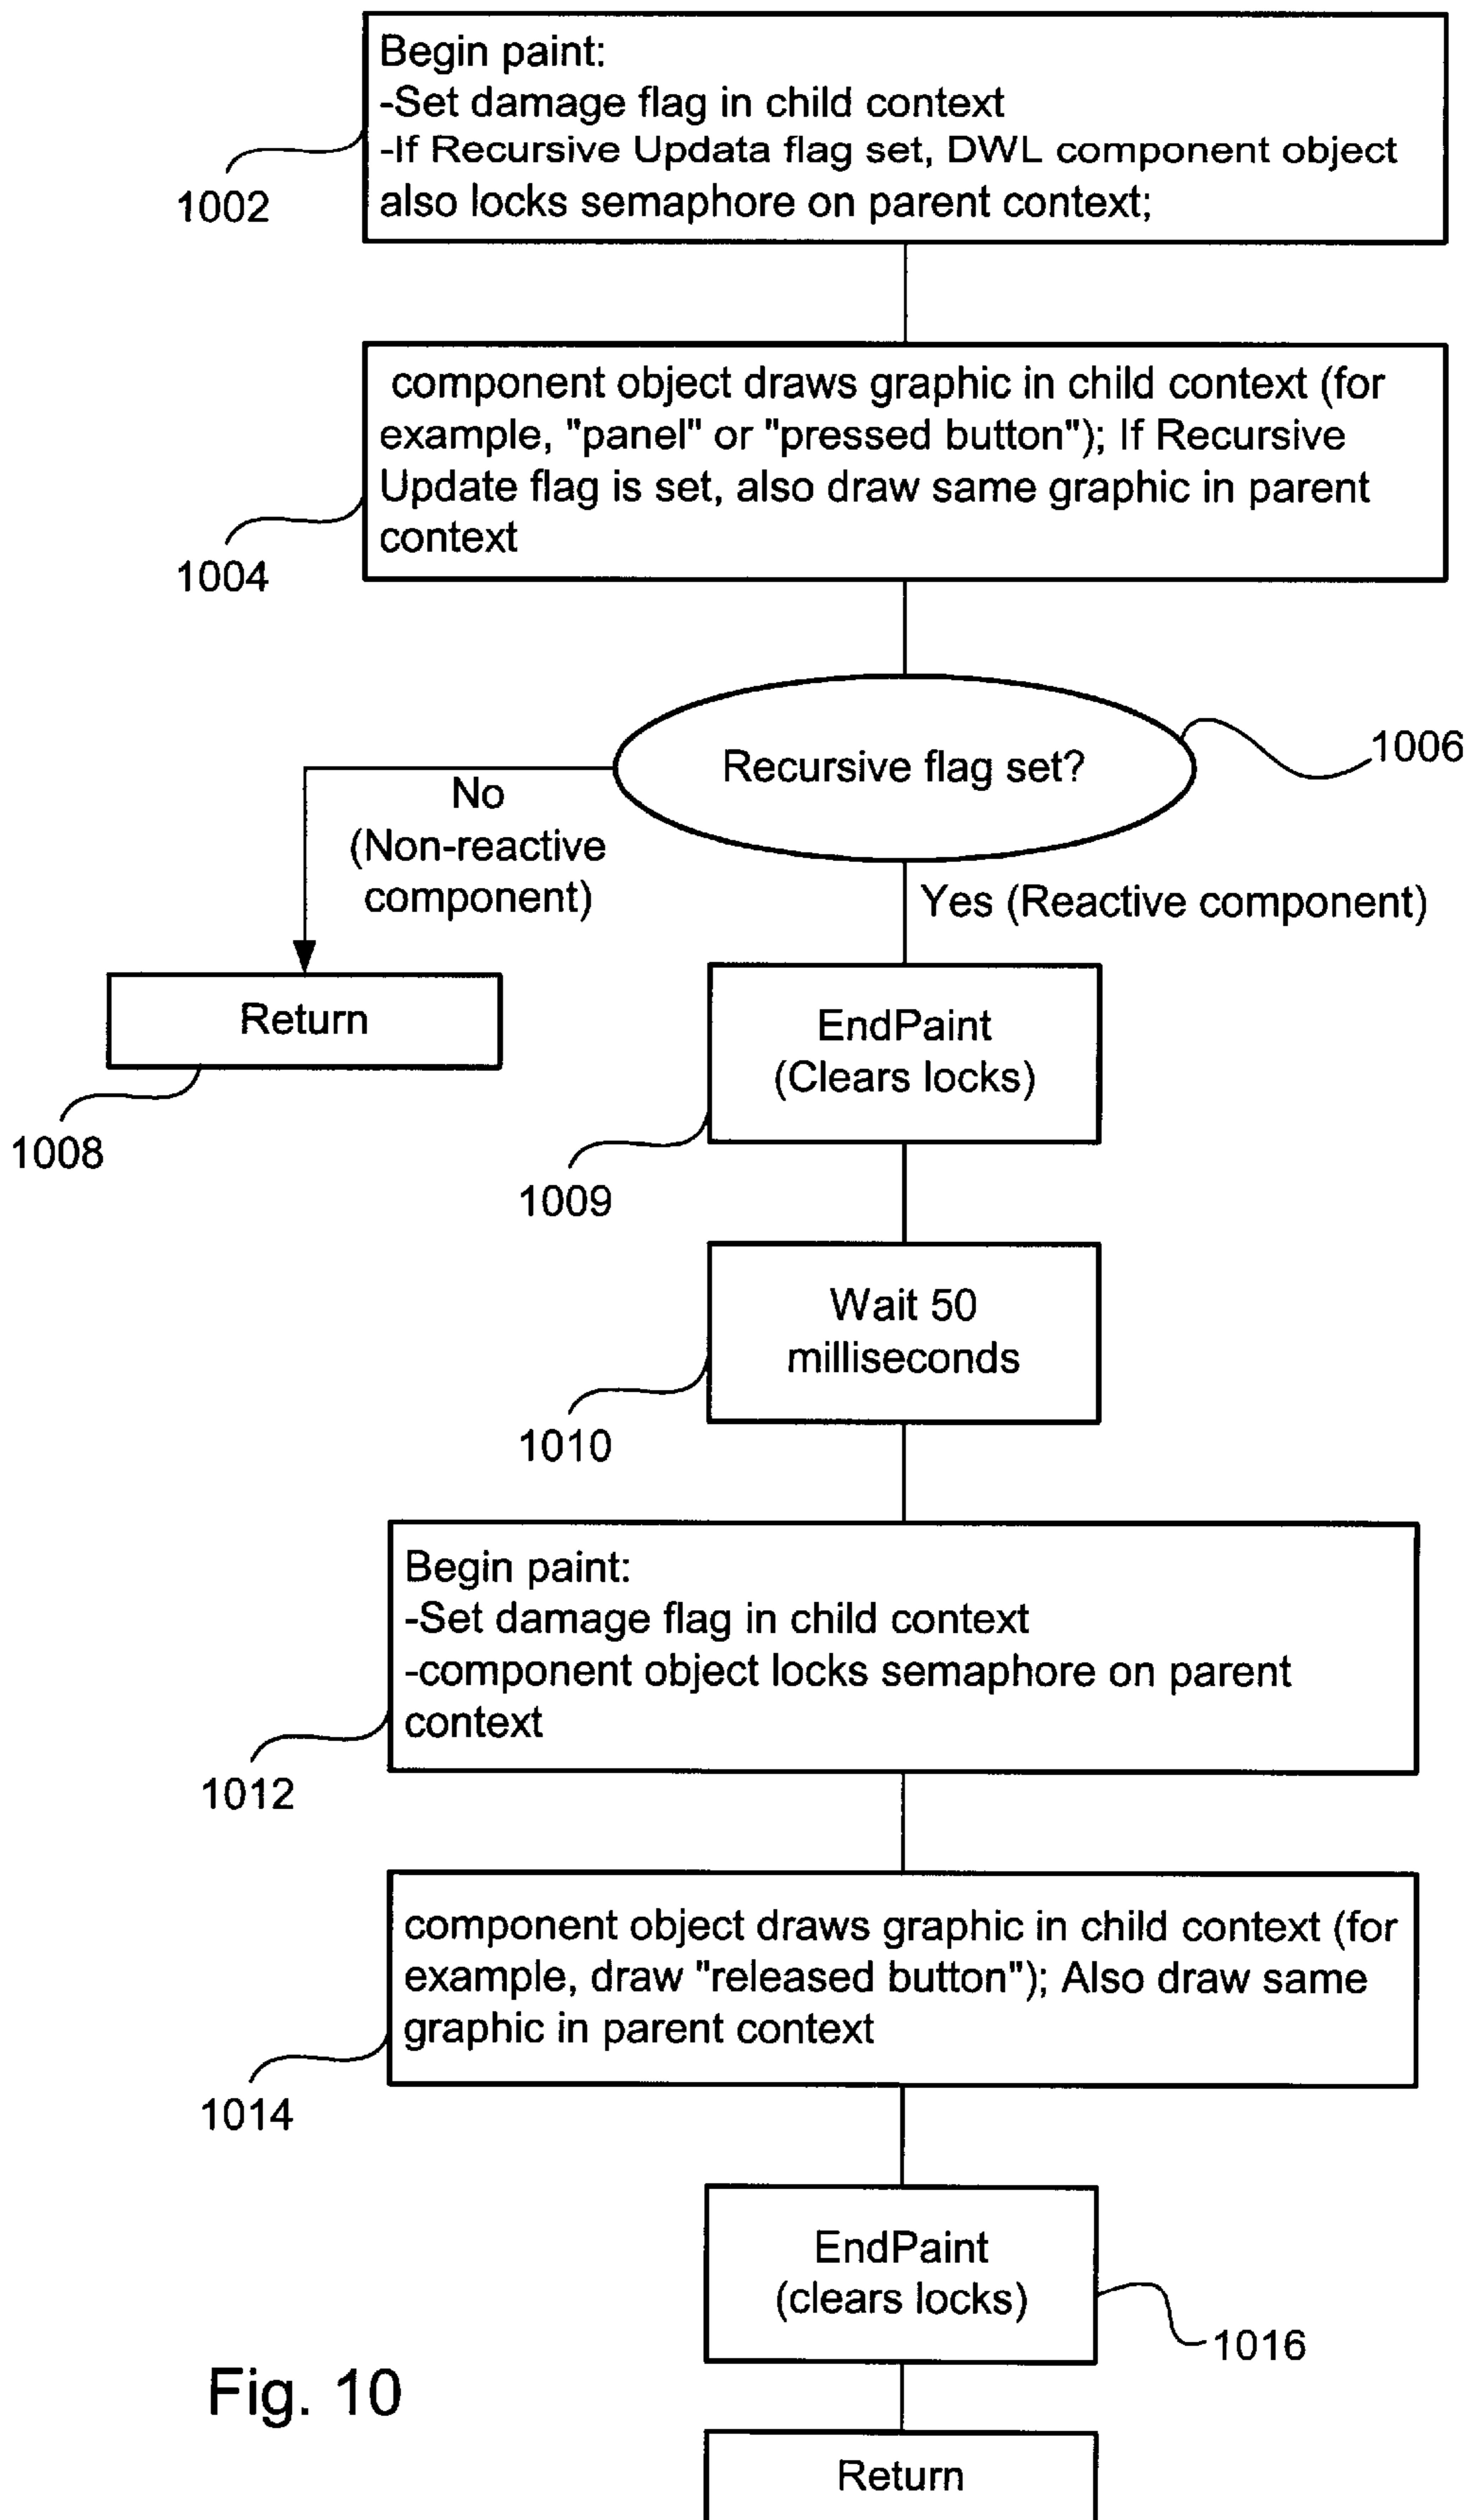 Begin paint:
-Set damage flag in child context
-If Recursive Updata flag set, DWL component object
also locks semaphore on parent context;
1002
component object draws graphic in child context (for
example, "panel" or "pressed button"); If Recursive
Update flag is set, also draw same graphic in parent
context
1004
Recursive flag set?
1006
No
(Non-reactive
component)
Yes (Reactive component)
Return
1008
EndPaint
(Clears locks)
1009
Wait 50
milliseconds
1010
Begin paint:
-Set damage flag in child context
-component object locks semaphore on parent
context
1012
component object draws graphic in child context (for
example, draw "released button"); Also draw same
graphic in parent context
1014
EndPaint
(clears locks)
1016
Fig. 10
Return